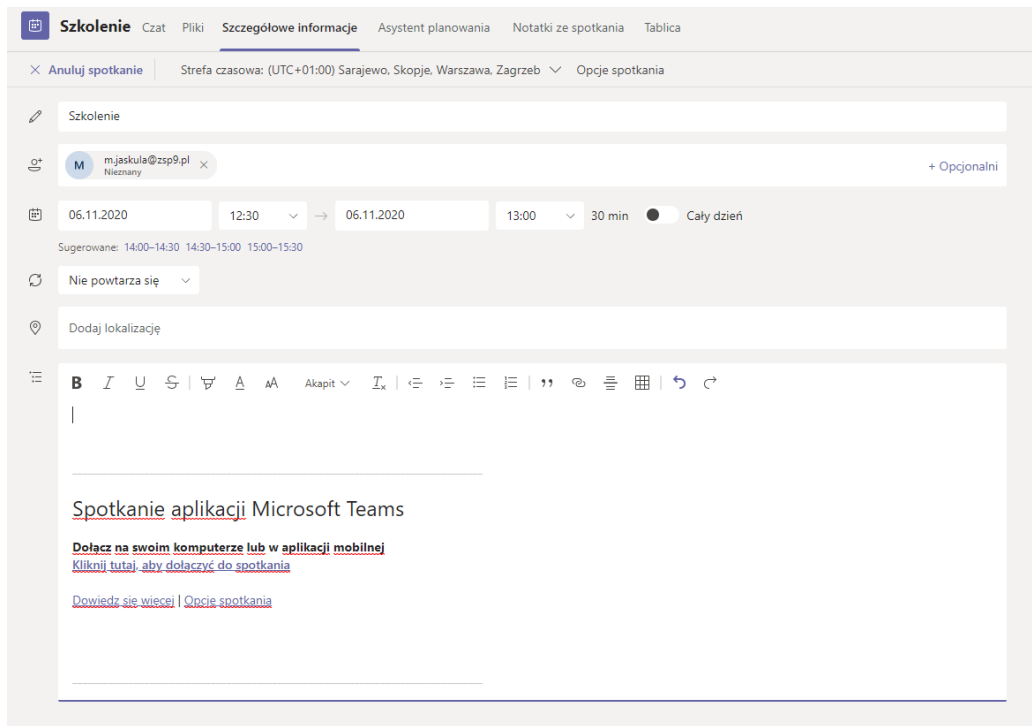 Szkolenie Czat Pliki Szczegółowe informacje Asystent planowania Notatki ze spotkania Tablica
Anuluj spotkanie Strefa czasowa: (UTC+01:00) Sarajewo, Skopje, Warszawa, Zagrzeb Opcje spotkania
Szkolenie
M m.jaskula@zsp9.pl
Nieznany
+ Opcjonalni
06.11.2020 12:30 → 06.11.2020 13:00 30 min Cały dzień
Sugerowane: 14:00–14:30 14:30–15:00 15:00–15:30
Nie powtarza się
Dodaj lokalizację
B I U S A AA Akapit
Spotkanie aplikacji Microsoft Teams
Dołącz na swoim komputerze lub w aplikacji mobilnej
Kliknij tutaj, aby dołączyć do spotkania
Dowiedz się więcej | Opcje spotkania